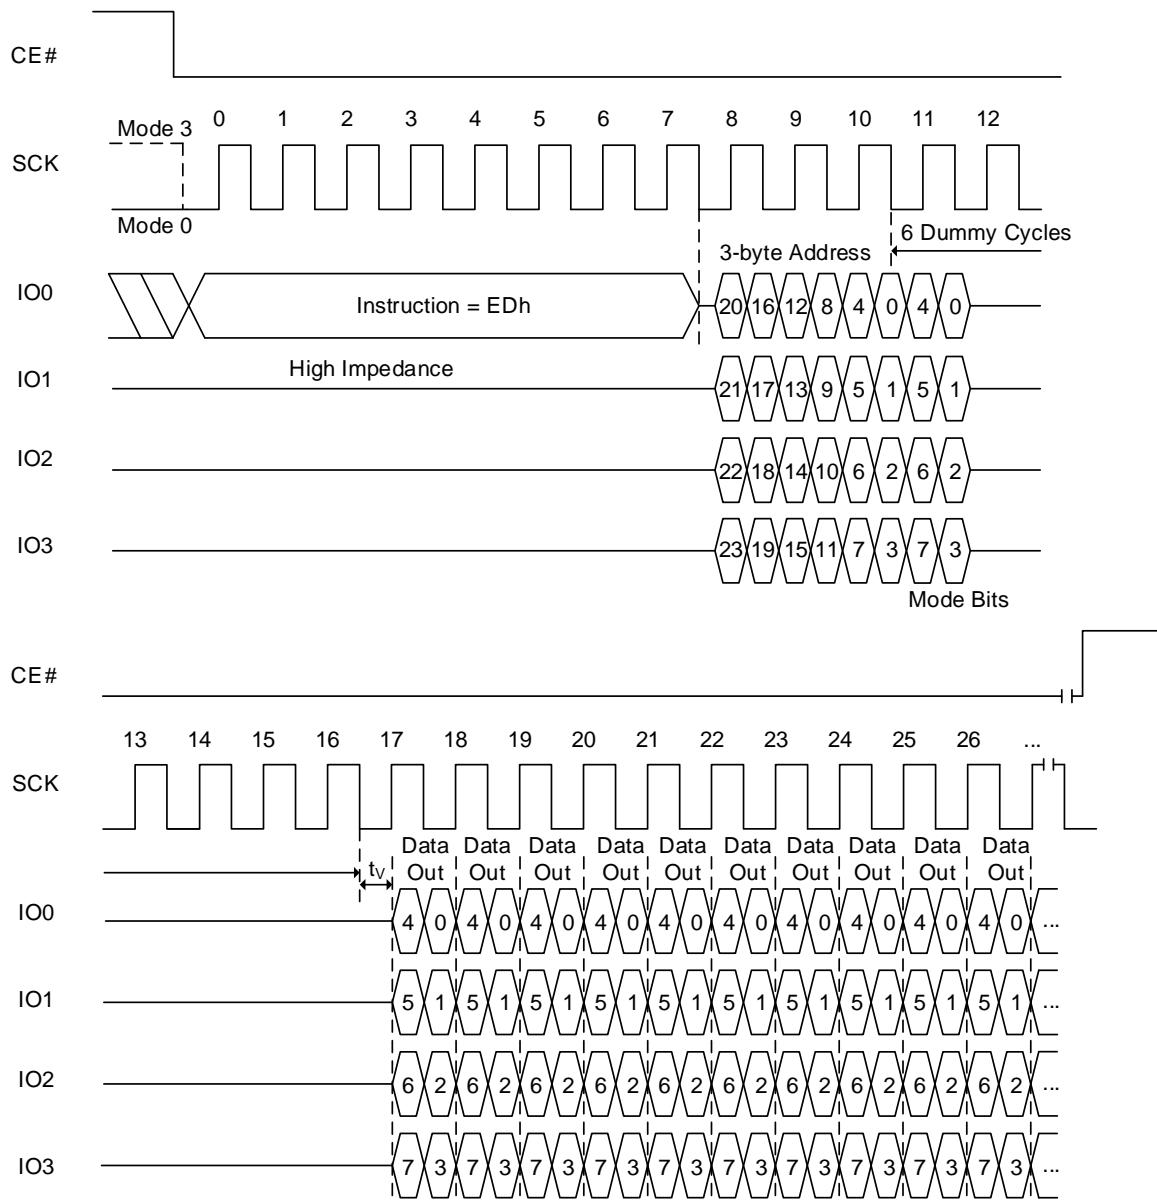 CE#
Mode 3
0 1 2 3 4 5 6 7 8 9 10 11 12
SCK
Mode 0
6 Dummy Cycles
3-byte Address
IO0
Instruction = EDh
20 16 12 8 4 0 4 0
High Impedance
IO1
21 17 13 9 5 1 5 1
IO2
22 18 14 10 6 2 6 2
IO3
23 19 15 11 7 3 7 3
Mode Bits
CE#
13 14 15 16 17 18 19 20 21 22 23 24 25 26 ...
SCK
Data Data Data Data Data Data Data Data Data Data
tV
Out Out Out Out Out Out Out Out Out Out
IO0
4 0 4 0 4 0 4 0 4 0 4 0 4 0 4 0 4 0 4 0 ...
IO1
5 1 5 1 5 1 5 1 5 1 5 1 5 1 5 1 5 1 5 1 ...
IO2
6 2 6 2 6 2 6 2 6 2 6 2 6 2 6 2 6 2 6 2 ...
IO3
7 3 7 3 7 3 7 3 7 3 7 3 7 3 7 3 7 3 7 3 ...